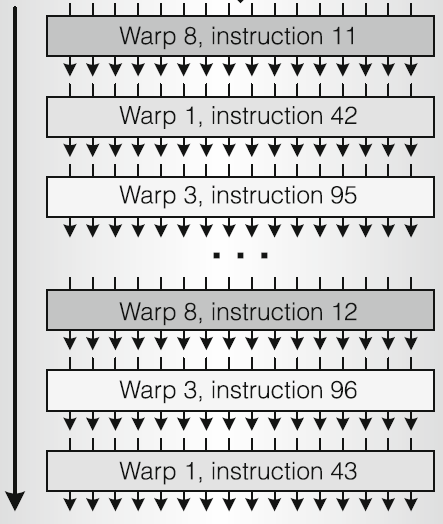 Warp 8, instruction 11
Warp 1, instruction 42
Warp 3, instruction 95
. . .
Warp 8, instruction 12
Warp 3, instruction 96
Warp 1, instruction 43